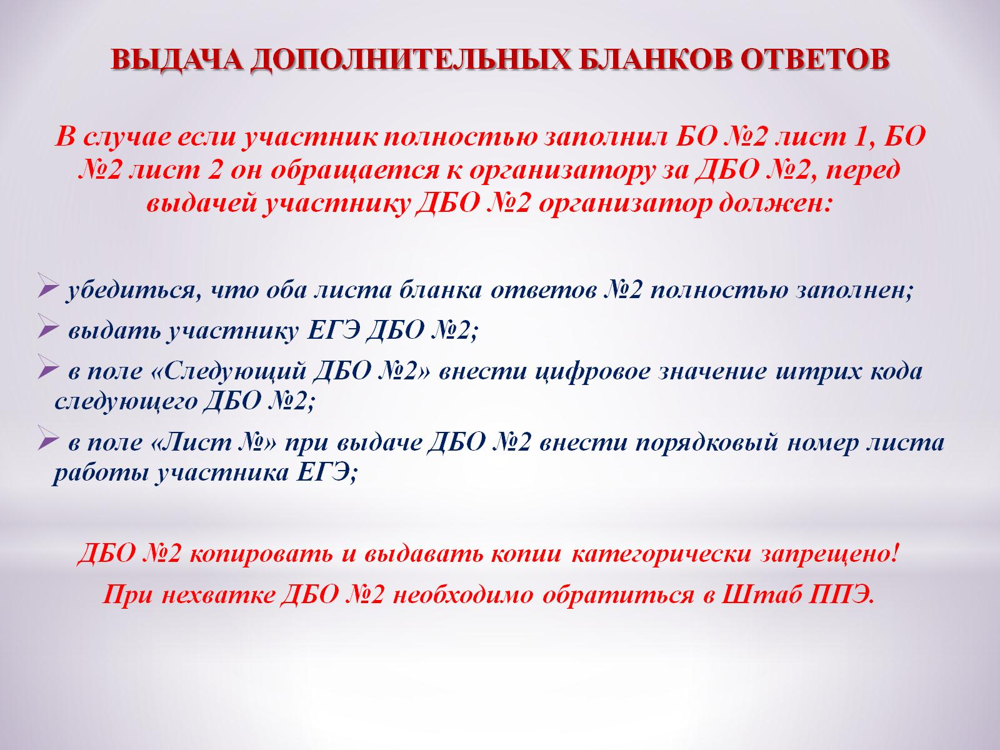 ВЫДАЧА ДОПОЛНИТЕЛЬНЫХ БЛАНКОВ ОТВЕТОВ
В случае если участник полностью заполнил БО №2 лист 1, БО
№2 лист 2 он обращается к организатору за ДБО №2, перед
выдачей участнику ДБО №2 организатор должен:
убедиться, что оба листа бланка ответов №2 полностью заполнен;
выдать участнику ЕГЭ ДБО №2;
в поле «Следующий ДБО №2» внести цифровое значение штрих кода
следующего ДБО №2;
в поле «Лист №» при выдаче ДБО №2 внести порядковый номер листа
работы участника ЕГЭ;
ДБО №2 копировать и выдавать копии категорически запрещено!
При нехватке ДБО №2 необходимо обратиться в Штаб ППЭ.